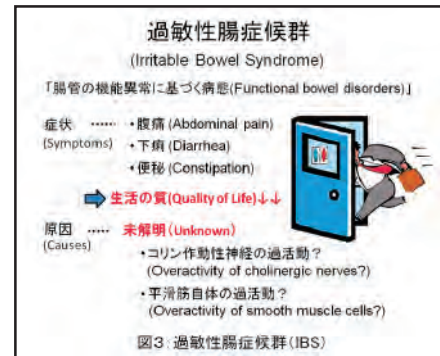 過敏性腸症候群
(Irritable Bowel Syndrome)
「腸管の機能異常に基づく病態(Functional bowel disorders)」
症状 ······ ・腹痛 (Abdominal pain)
(Symptoms) ・下痢 (Diarrhea)
・便秘 (Constipation)
生活の質(Quality of Life)↓↓
原因 ····· 未解明(Unknown)
(Causes)
・コリン作動性神経の過活動？
(Overactivity of cholinergic nerves?)
・平滑筋自体の過活動？
(Overactivity of smooth muscle cells?)
図3：過敏性腸症候群(IBS)